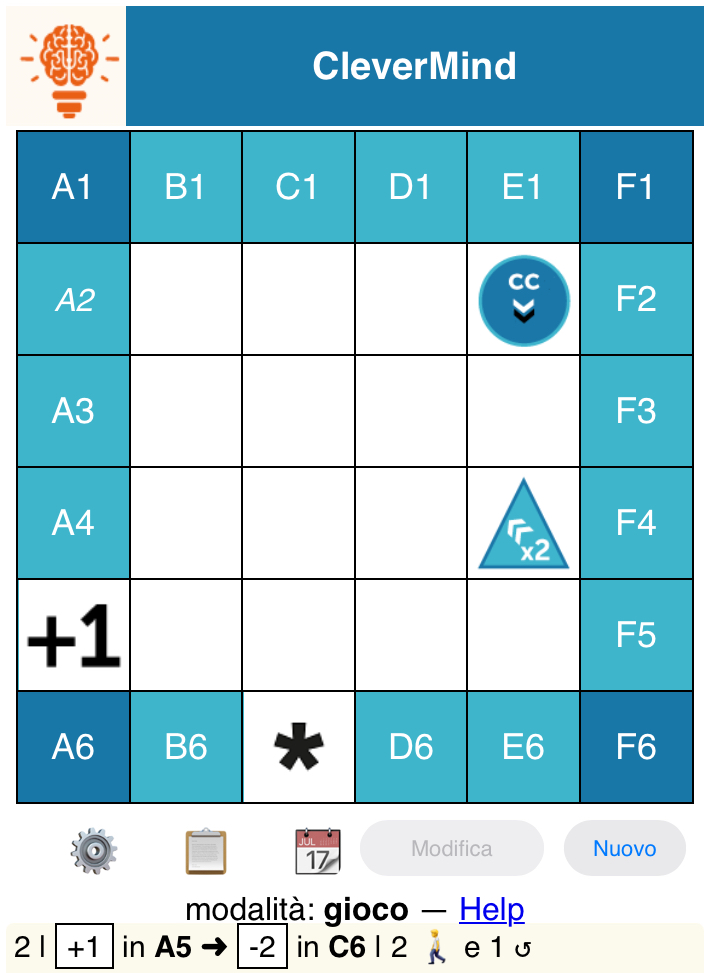 CleverMind
A1 B1 C1 D1 E1 F1
A2 CC F2
A3 F3
A4 x2 F4
+1 F5
A6 B6 * D6 E6 F6
JUL 17 Modifica Nuovo
modalità: gioco — Help
2 | +1 in A5 ➜ -2 in C6 | 2 🚶 e 1 ↺